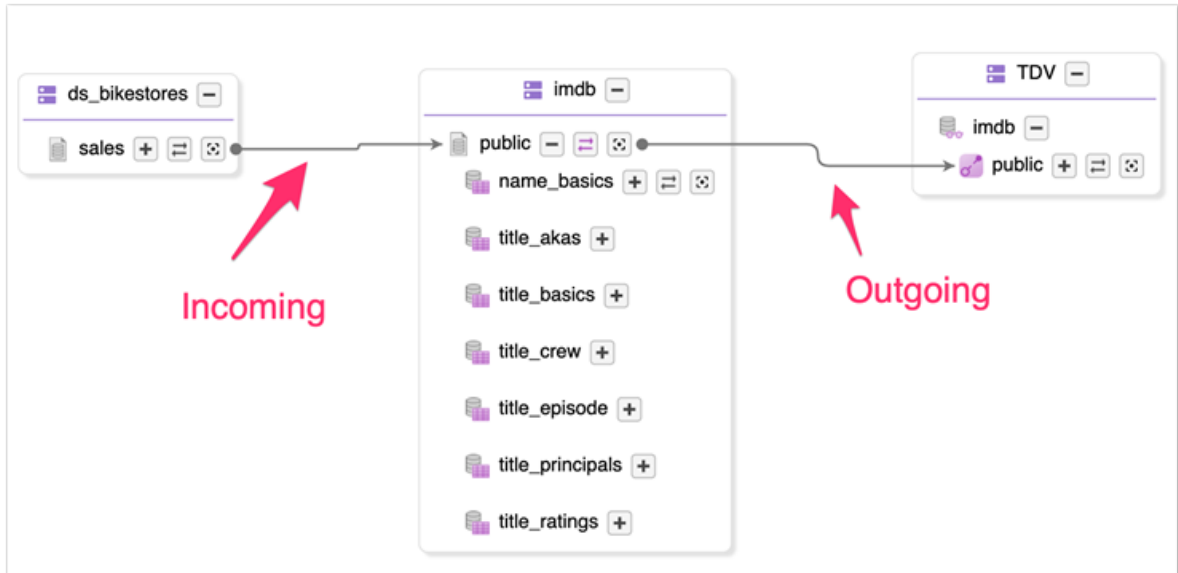 ds_bikestores
sales
Incoming
imdb
public
name_basics
title_akas
title_basics
title_crew
title_episode
title_principals
title_ratings
TDV
imdb
public
Outgoing